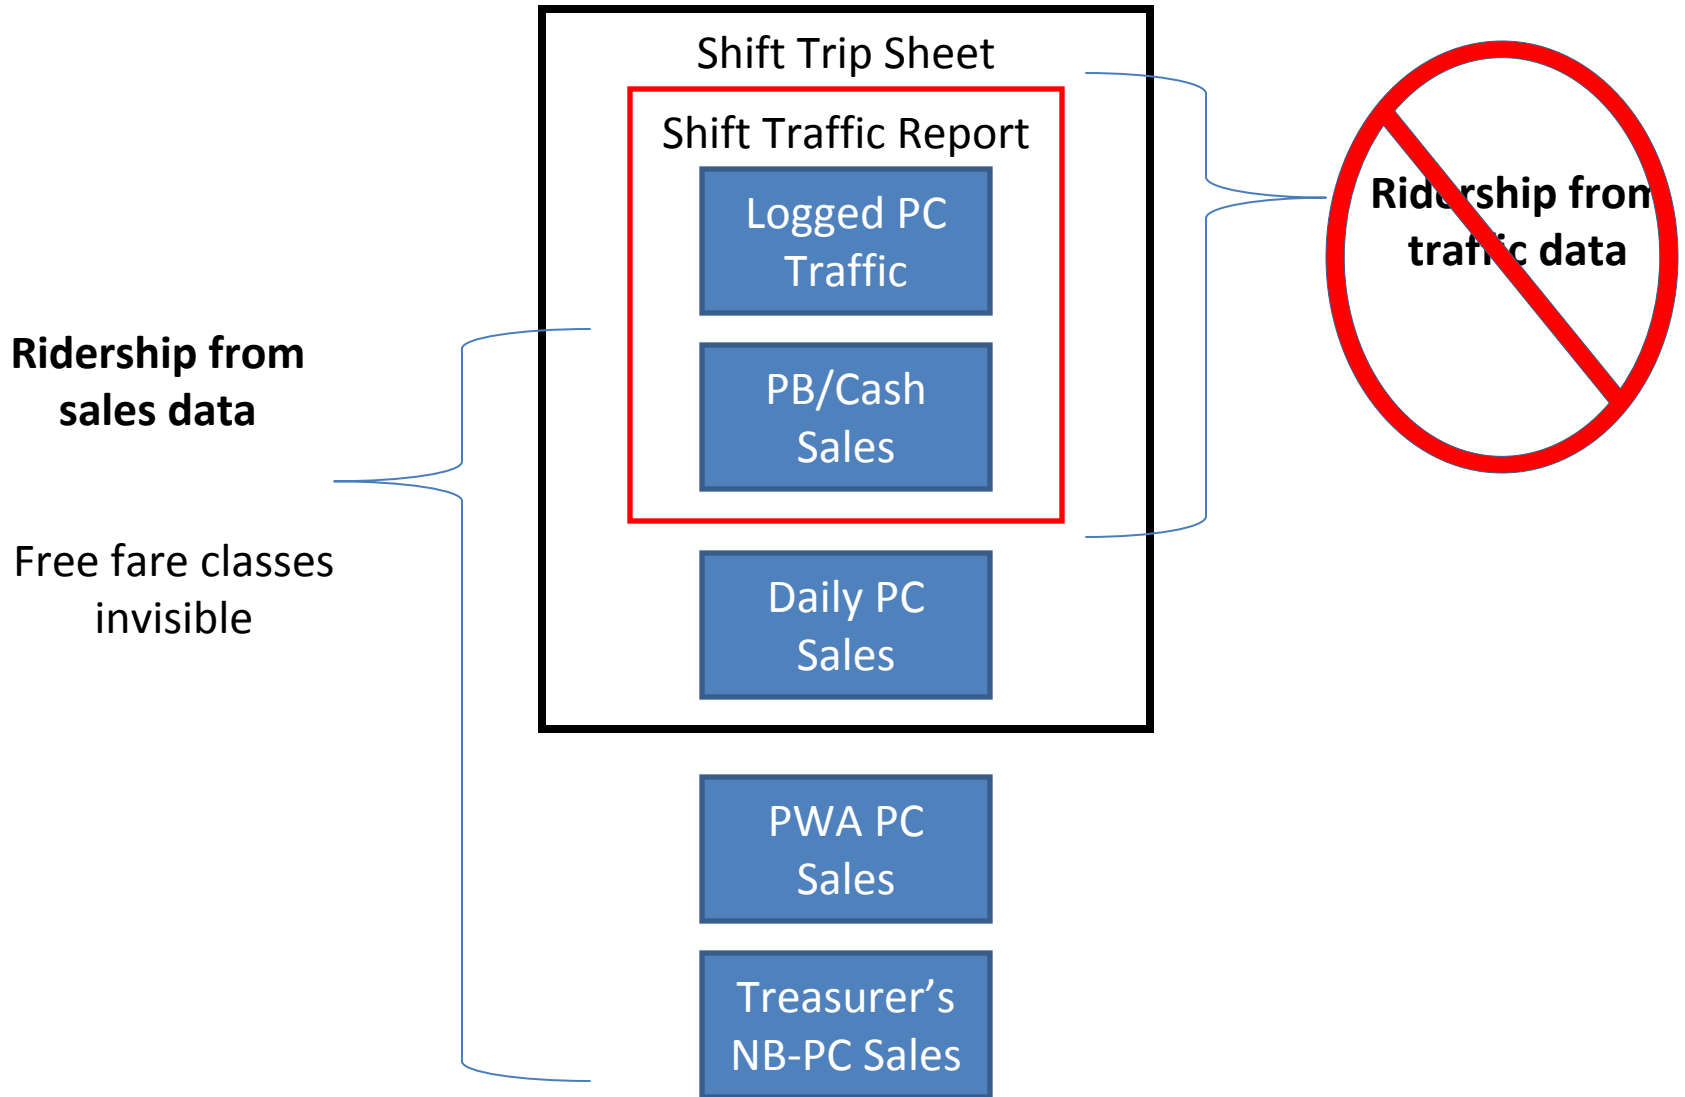 Shift Trip Sheet
Shift Traffic Report
Logged PC
Traffic
PB/Cash
Sales
Daily PC
Sales
PWA PC
Sales
Treasurer’s
NB-PC Sales
Ridership from
sales data
Free fare classes
invisible
Ridership from
traffic data